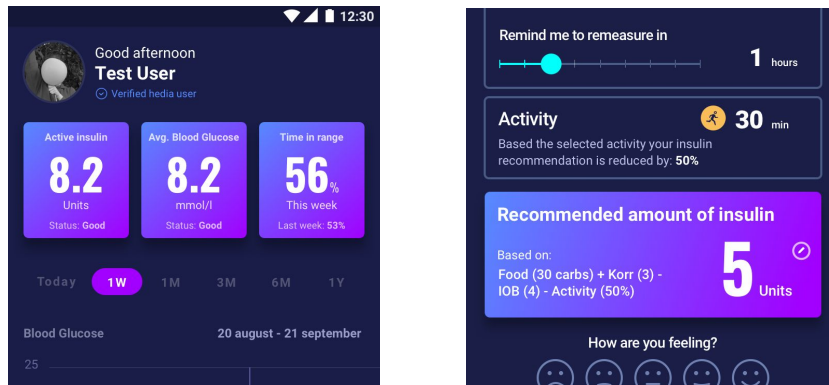 12:30
Good afternoon
Test User
Verified hedia user
Active insulin
8.2
Units
Status: Good
Avg. Blood Glucose
8.2
mmol/l
Status: Good
Time in range
56%
This week
Last week: 53%
Today 1W 1M 3M 6M 1Y
Blood Glucose 20 august - 21 september
25
Remind me to remeasure in
1 hours
Activity 30 min
Based the selected activity your insulin
recommendation is reduced by: 50%
Recommended amount of insulin
Based on:
Food (30 carbs) + Korr (3) -
IOB (4) - Activity (50%)
5 Units
How are you feeling?